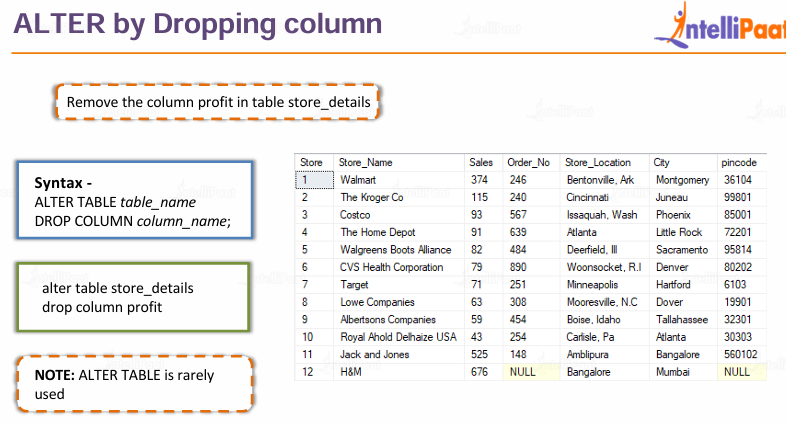 ALTER by Dropping column
IntelliPaat
Remove the column profit in table store_details
Syntax -
ALTER TABLE table_name
DROP COLUMN column_name;
alter table store_details
drop column profit
NOTE: ALTER TABLE is rarely
used
Store Store_Name Sales Order_No Store_Location City pincode
1 Walmart 374 246 Bentonville, Ark Montgomery 36104
2 The Kroger Co 115 240 Cincinnati Juneau 99801
3 Costco 93 567 Issaquah, Wash Phoenix 85001
4 The Home Depot 91 639 Atlanta Little Rock 72201
5 Walgreens Boots Alliance 82 484 Deerfield, Ill Sacramento 95814
6 CVS Health Corporation 79 890 Woonsocket, R.I Denver 80202
7 Target 71 251 Minneapolis Hartford 6103
8 Lowe Companies 63 308 Mooresville, N.C Dover 19901
9 Albertsons Companies 59 454 Boise, Idaho Tallahassee 32301
10 Royal Ahold Delhaize USA 43 254 Carlisle, Pa Atlanta 30303
11 Jack and Jones 525 148 Amblipura Bangalore 560102
12 H&M 676 NULL Bangalore Mumbai NULL